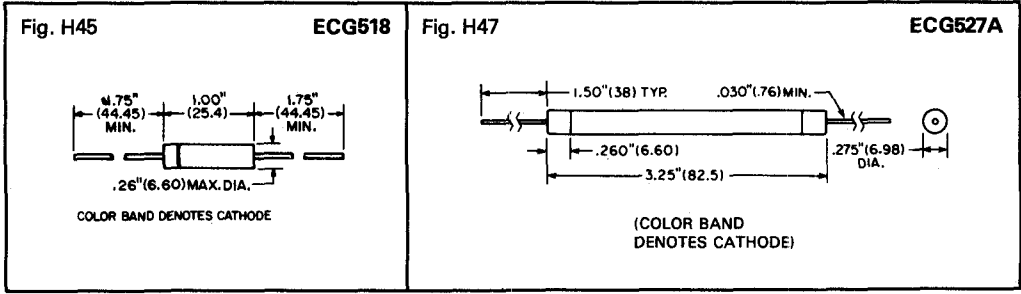 Fig. H45 ECG518
1.75" 1.00" 1.75"
(44.45) (25.4) (44.45)
MIN. MIN.
.26"(6.60)MAX.DIA.
COLOR BAND DENOTES CATHODE
Fig. H47 ECG527A
1.50"(38) TYP. .030"(.76)MIN.
.260"(6.60) .275"(6.98)
DIA.
3.25"(82.5)
(COLOR BAND
DENOTES CATHODE)